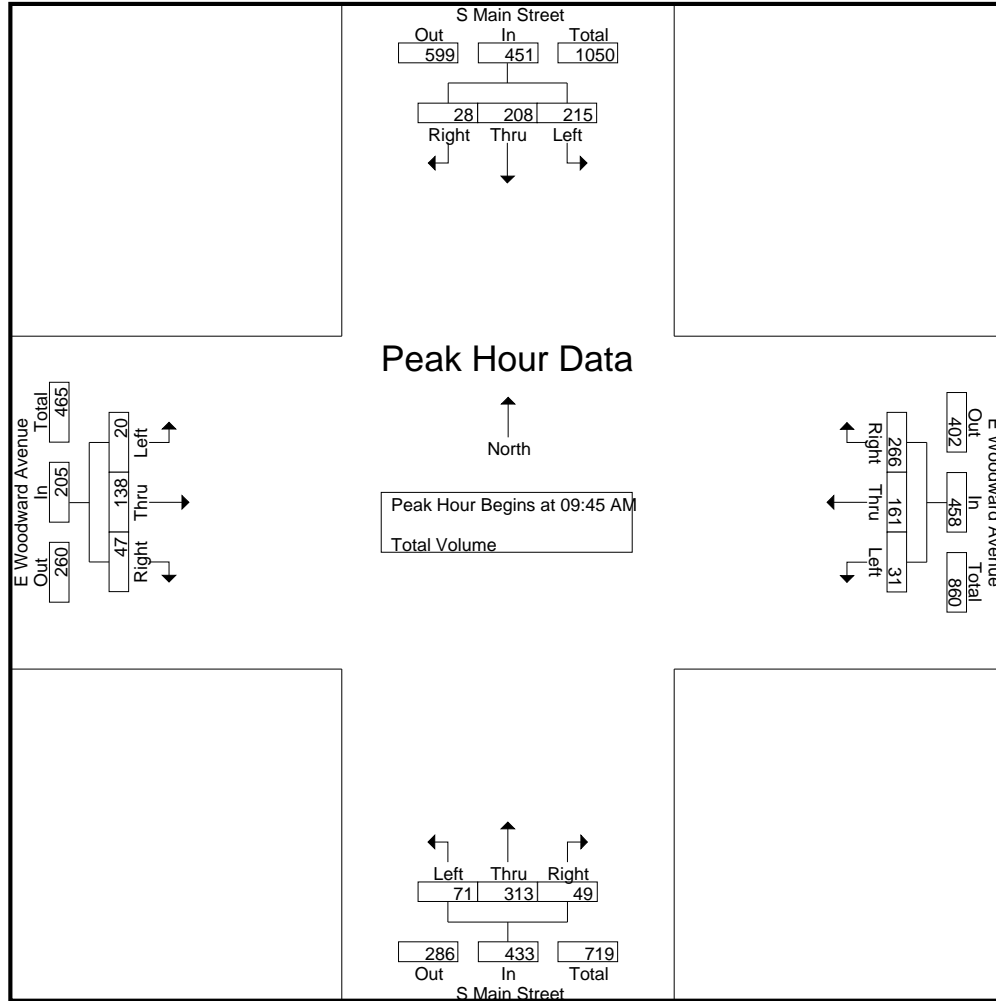 S Main Street
Out In Total
599 451 1050
28 208 215
Right Thru Left
Peak Hour Data
North
Peak Hour Begins at 09:45 AM
Total Volume
E Woodward Avenue
Out In Total
260 205 465
47 138 20
Right Thru Left
E Woodward Avenue
Out In Total
402 458 860
266 161 31
Right Thru Left
Left Thru Right
71 313 49
286 433 719
Out In Total
S Main Street